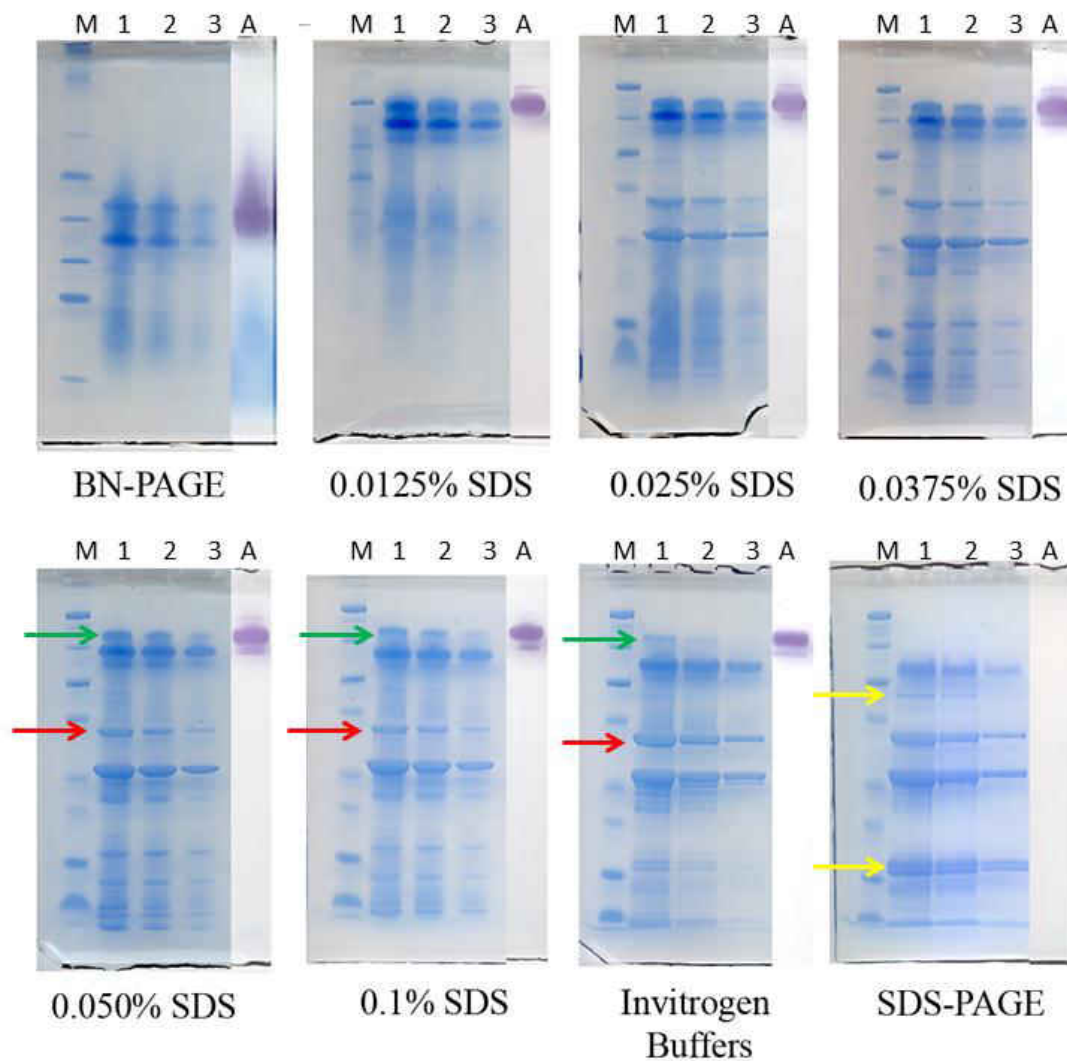 M 1 2 3 A M 1 2 3 A M 1 2 3 A M 1 2 3 A
BN-PAGE 0.0125% SDS 0.025% SDS 0.0375% SDS
M 1 2 3 A M 1 2 3 A M 1 2 3 A M 1 2 3 A
0.050% SDS 0.1% SDS Invitrogen SDS-PAGE
Buffers